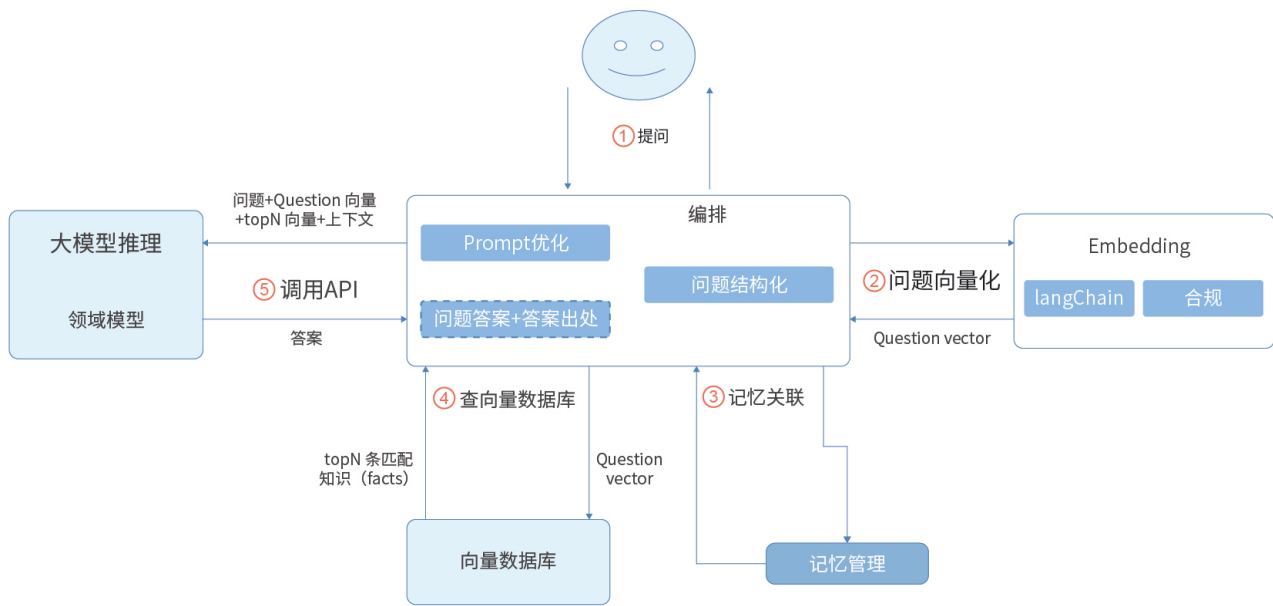 ① 提问
问题+Question 向量
+topN 向量+上下文
大模型推理
领域模型
⑤ 调用API
答案
编排
Prompt优化
问题结构化
问题答案+答案出处
② 问题向量化
Question vector
Embedding
langChain
合规
④ 查向量数据库
③ 记忆关联
topN 条匹配
知识（facts）
Question
vector
向量数据库
记忆管理